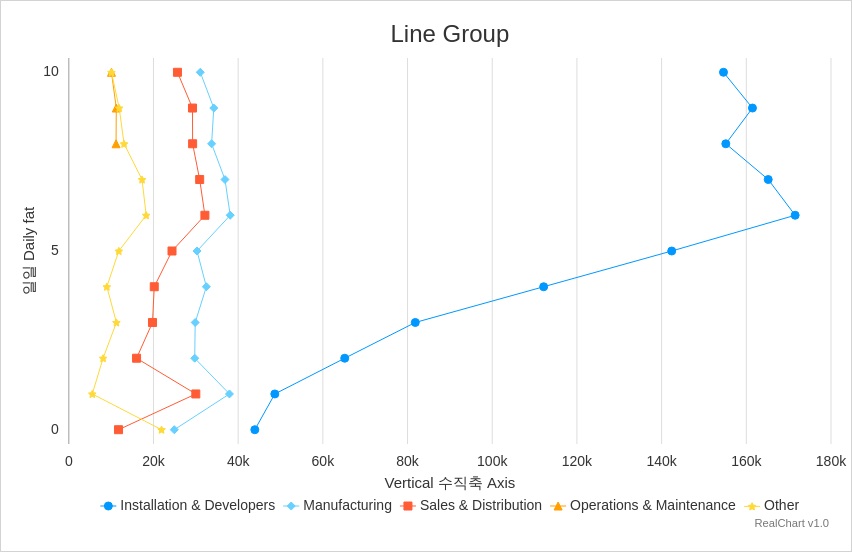 Line Group
10
5
0
일일 Daily fat
0 20k 40k 60k 80k 100k 120k 140k 160k 180k
Vertical 수직축 Axis
Installation & Developers Manufacturing Sales & Distribution Operations & Maintenance Other
RealChart v1.0